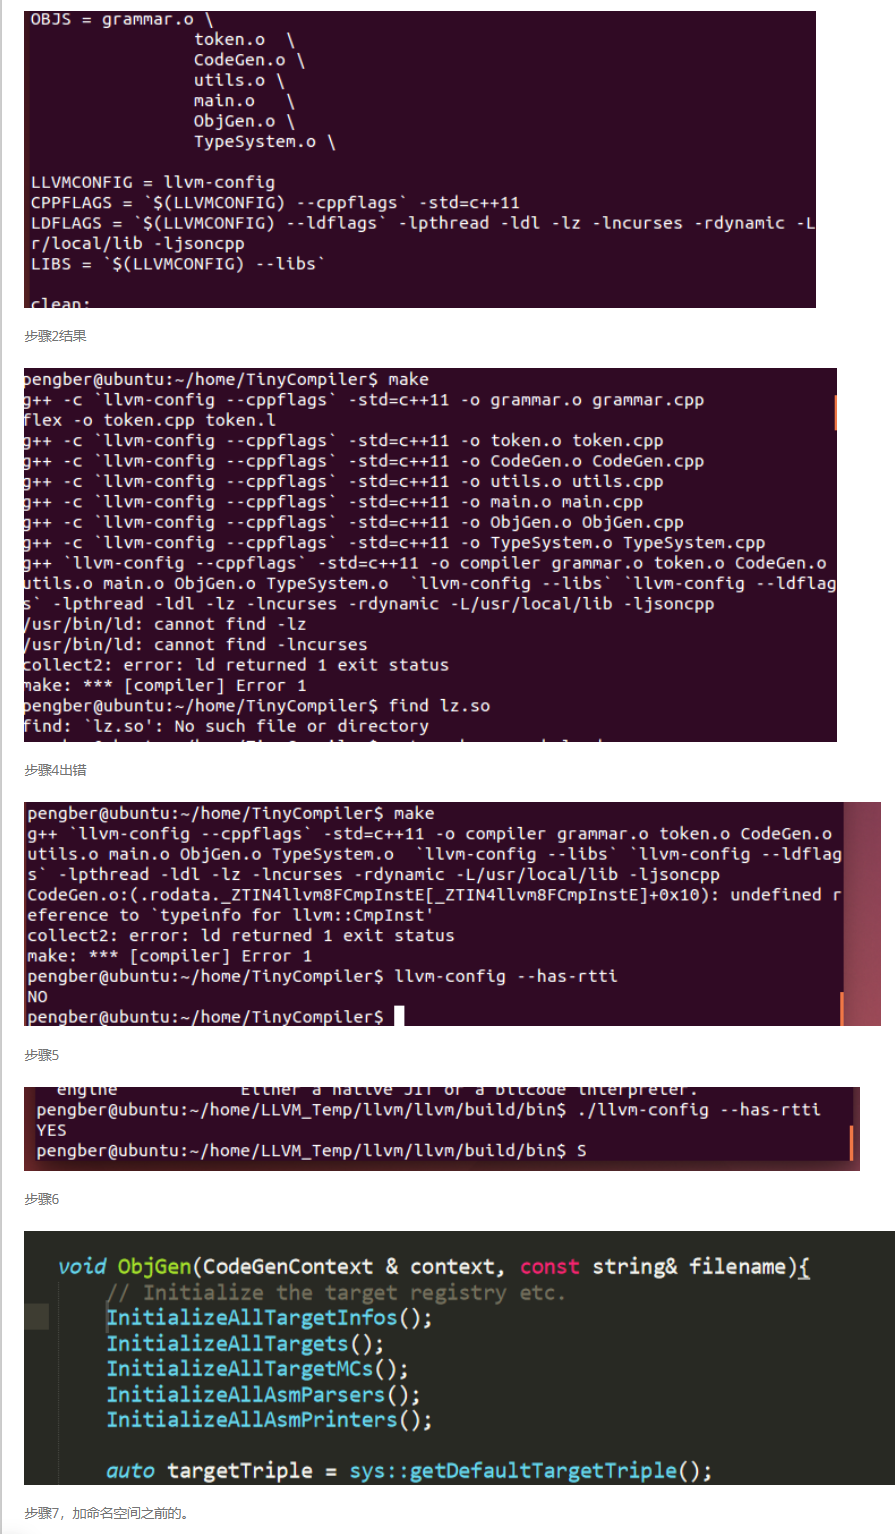 OBJS = grammar.o \
token.o \
CodeGen.o \
utils.o \
main.o \
ObjGen.o \
TypeSystem.o \
LLVMCONFIG = llvm-config
CPPFLAGS = `$(LLVMCONFIG) --cppflags` -std=c++11
LDFLAGS = `$(LLVMCONFIG) --ldflags` -lpthread -ldl -lz -lncurses -rdynamic -L
r/local/lib -ljsoncpp
LIBS = `$(LLVMCONFIG) --libs`
clean:
步骤2结果
pengber@ubuntu:~/home/TinyCompiler$ make
g++ -c `llvm-config --cppflags` -std=c++11 -o grammar.o grammar.cpp
flex -o token.cpp token.l
g++ -c `llvm-config --cppflags` -std=c++11 -o token.o token.cpp
g++ -c `llvm-config --cppflags` -std=c++11 -o CodeGen.o CodeGen.cpp
g++ -c `llvm-config --cppflags` -std=c++11 -o utils.o utils.cpp
g++ -c `llvm-config --cppflags` -std=c++11 -o main.o main.cpp
g++ -c `llvm-config --cppflags` -std=c++11 -o ObjGen.o ObjGen.cpp
g++ -c `llvm-config --cppflags` -std=c++11 -o TypeSystem.o TypeSystem.cpp
g++ `llvm-config --cppflags` -std=c++11 -o compiler grammar.o token.o CodeGen.o
utils.o main.o ObjGen.o TypeSystem.o `llvm-config --libs` `llvm-config --ldflag
s` -lpthread -ldl -lz -lncurses -rdynamic -L/usr/local/lib -ljsoncpp
/usr/bin/ld: cannot find -lz
/usr/bin/ld: cannot find -lncurses
collect2: error: ld returned 1 exit status
make: *** [compiler] Error 1
pengber@ubuntu:~/home/TinyCompiler$ find lz.so
find: `lz.so': No such file or directory
步骤4出错
pengber@ubuntu:~/home/TinyCompiler$ make
g++ `llvm-config --cppflags` -std=c++11 -o compiler grammar.o token.o CodeGen.o
utils.o main.o ObjGen.o TypeSystem.o `llvm-config --libs` `llvm-config --ldflag
s` -lpthread -ldl -lz -lncurses -rdynamic -L/usr/local/lib -ljsoncpp
CodeGen.o:(.rodata._ZTIN4llvm8FCmpInstE[_ZTIN4llvm8FCmpInstE]+0x10): undefined r
eference to `typeinfo for llvm::CmpInst'
collect2: error: ld returned 1 exit status
make: *** [compiler] Error 1
pengber@ubuntu:~/home/TinyCompiler$ llvm-config --has-rtti
NO
pengber@ubuntu:~/home/TinyCompiler$
步骤5
engine Either a native JIT or a bitcode interpreter.
pengber@ubuntu:~/home/LLVM_Temp/llvm/llvm/build/bin$ ./llvm-config --has-rtti
YES
pengber@ubuntu:~/home/LLVM_Temp/llvm/llvm/build/bin$ S
步骤6
void ObjGen(CodeGenContext & context, const string& filename){
// Initialize the target registry etc.
InitializeAllTargetInfos();
InitializeAllTargets();
InitializeAllTargetMCs();
InitializeAllAsmParsers();
InitializeAllAsmPrinters();
auto targetTriple = sys::getDefaultTargetTriple();
步骤7，加命名空间之前的。